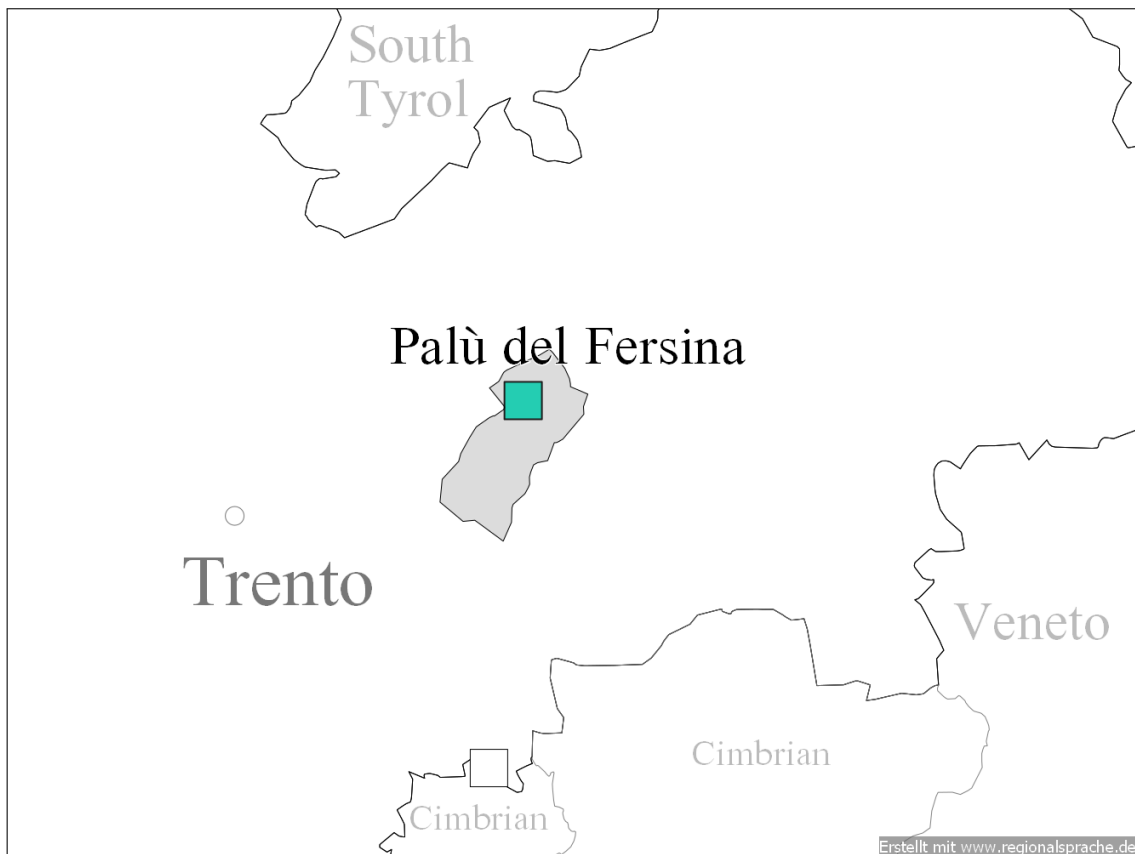 South
Tyrol
Palù del Fersina
Trento
Veneto
Cimbrian
Cimbrian
Erstellt mit www.regionalsprache.de